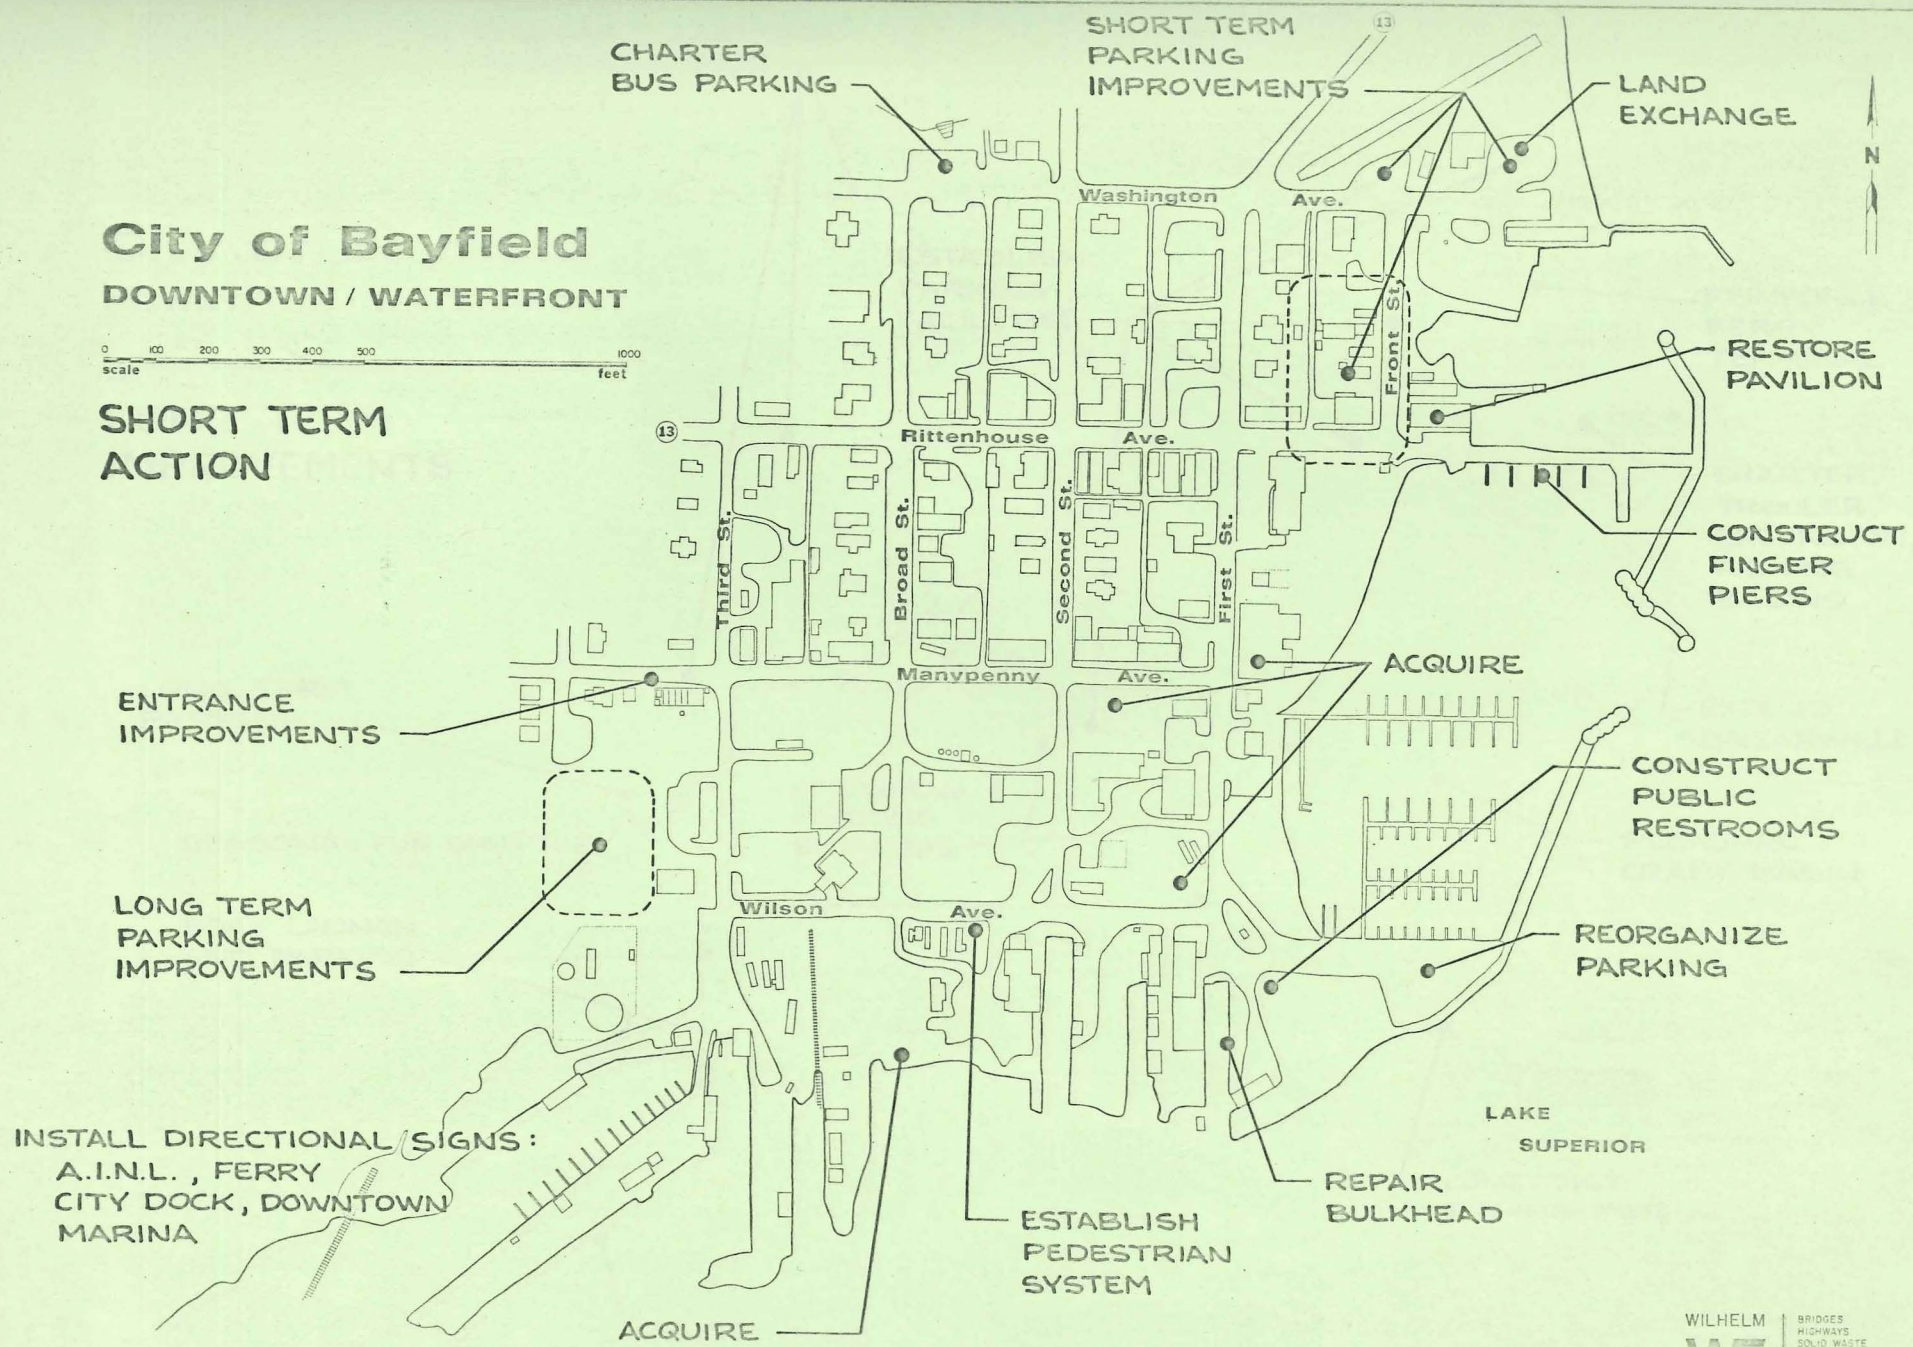 CHARTER
BUS PARKING
SHORT TERM
PARKING
IMPROVEMENTS
13
LAND
EXCHANGE
N
City of Bayfield
DOWNTOWN / WATERFRONT
0 100 200 300 400 500 1000
scale feet
SHORT TERM
ACTION
Washington Ave.
Front St.
RESTORE
PAVILION
13
Rittenhouse Ave.
Third St.
Broad St.
Second St.
First St.
CONSTRUCT
FINGER
PIERS
ACQUIRE
Manypenny Ave.
ENTRANCE
IMPROVEMENTS
CONSTRUCT
PUBLIC
RESTROOMS
LONG TERM
PARKING
IMPROVEMENTS
Wilson Ave.
REORGANIZE
PARKING
INSTALL DIRECTIONAL SIGNS:
A.I.N.L., FERRY
CITY DOCK, DOWNTOWN
MARINA
LAKE
SUPERIOR
REPAIR
BULKHEAD
ESTABLISH
PEDESTRIAN
SYSTEM
ACQUIRE
WILHELM
BRIDGES
HIGHWAYS
SOLID WASTE